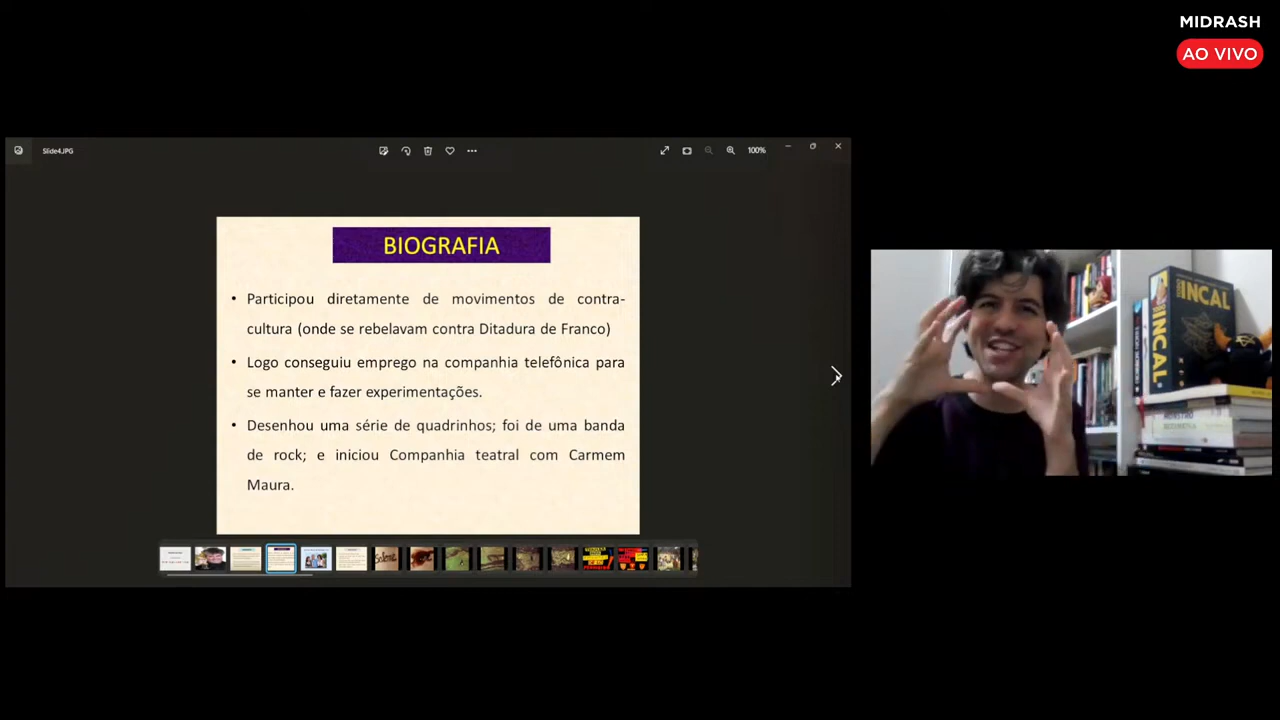 MIDRASH
AO VIVO
Slide4.JPG
100%
BIOGRAFIA
• Participou diretamente de movimentos de contra-
cultura (onde se rebelavam contra Ditadura de Franco)
• Logo conseguiu emprego na companhia telefônica para
se manter e fazer experimentações.
• Desenhou uma série de quadrinhos; foi de uma banda
de rock; e iniciou Companhia teatral com Carmem
Maura.
INCAL
INCAL